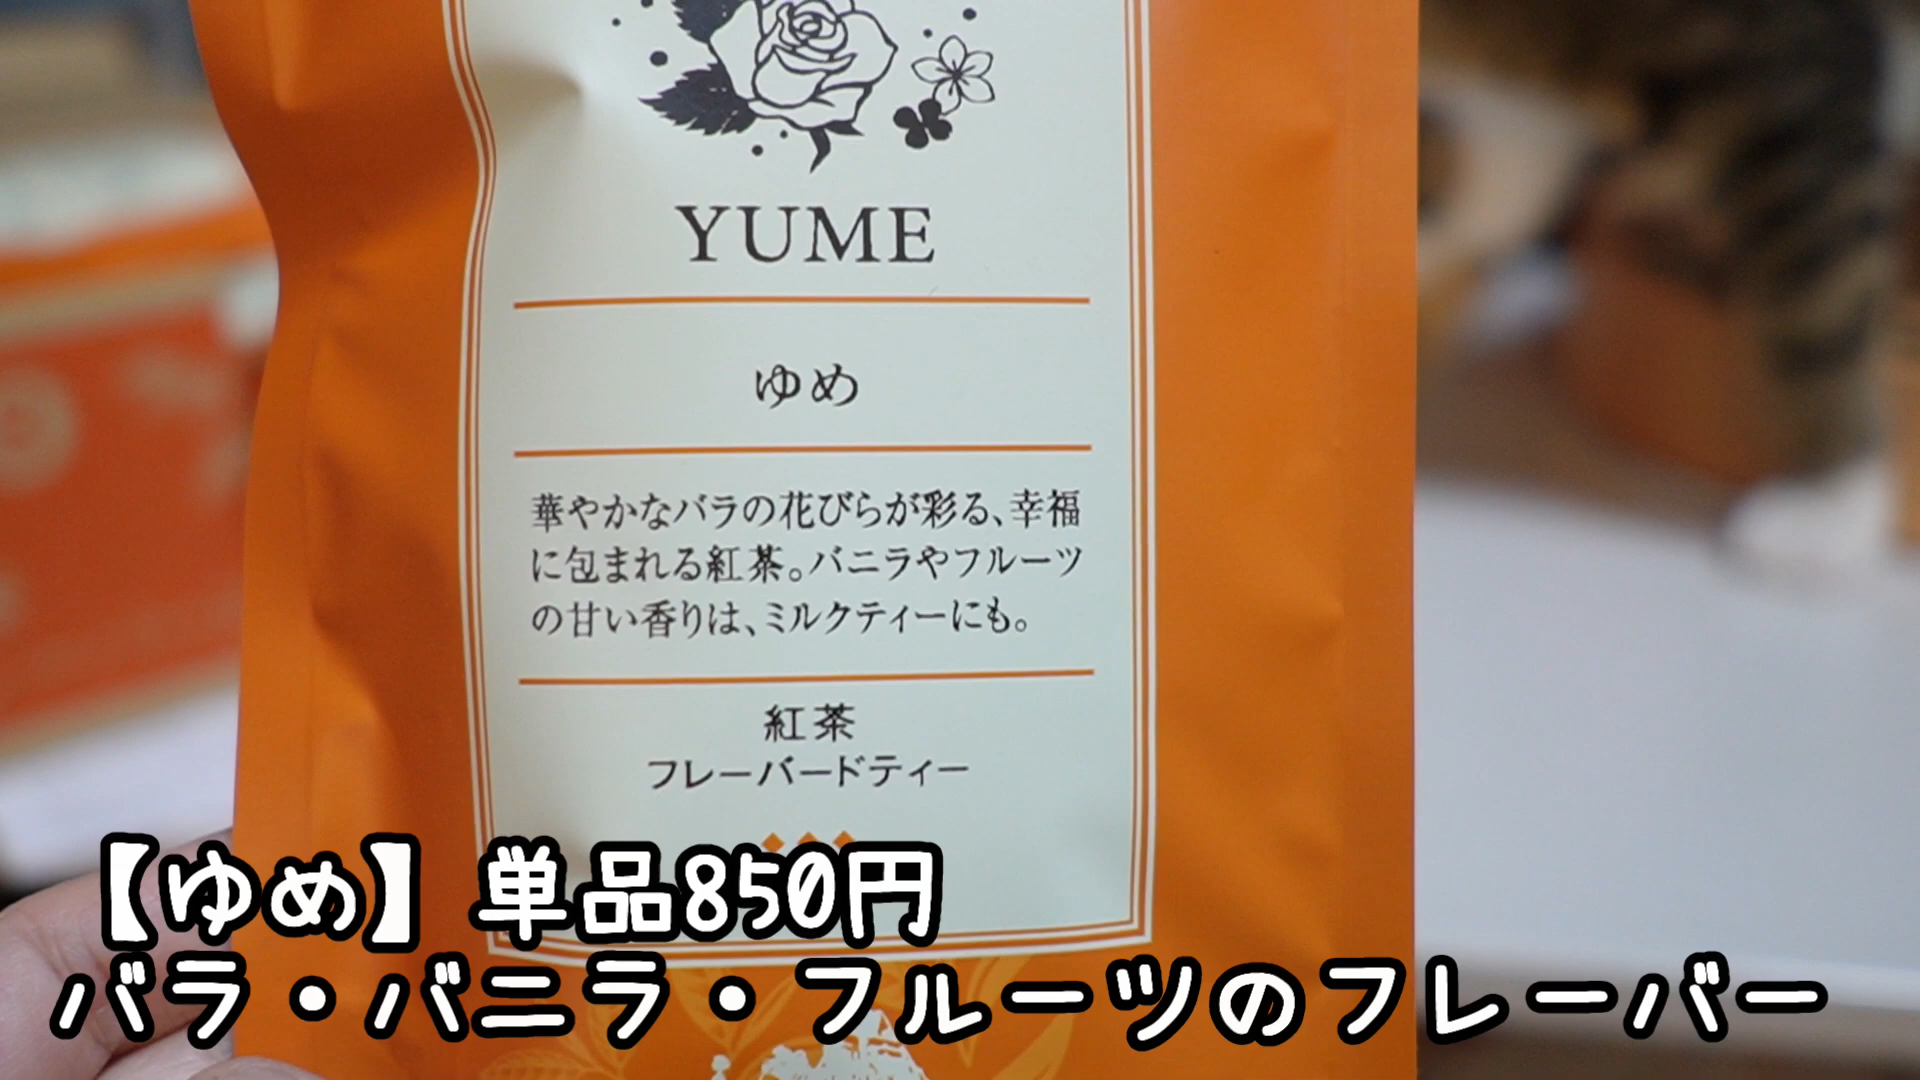 YUME
ゆめ
華やかなバラの花びらが彩る、幸福
に包まれる紅茶。バニラやフルーツ
の甘い香りは、ミルクティーにも。
紅茶
フレーバードティー
【ゆめ】単品850円
バラ・バニラ・フルーツのフレーバー